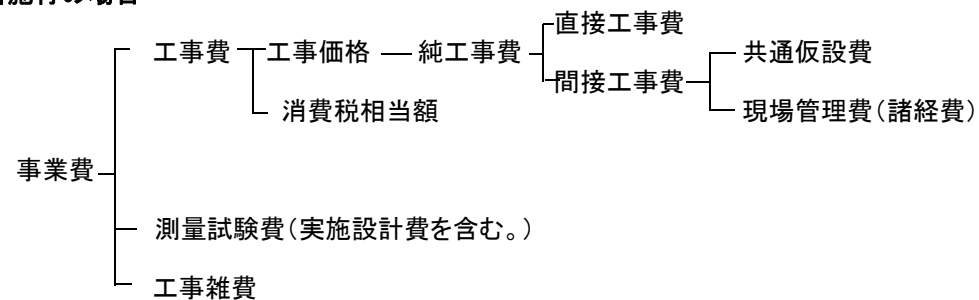 の場合
工事費 工事価格 純工事費 直接工事費
間接工事費 共通仮設費
消費税相当額 現場管理費(諸経費)
事業費
測量試験費(実施設計費を含む。)
工事雑費